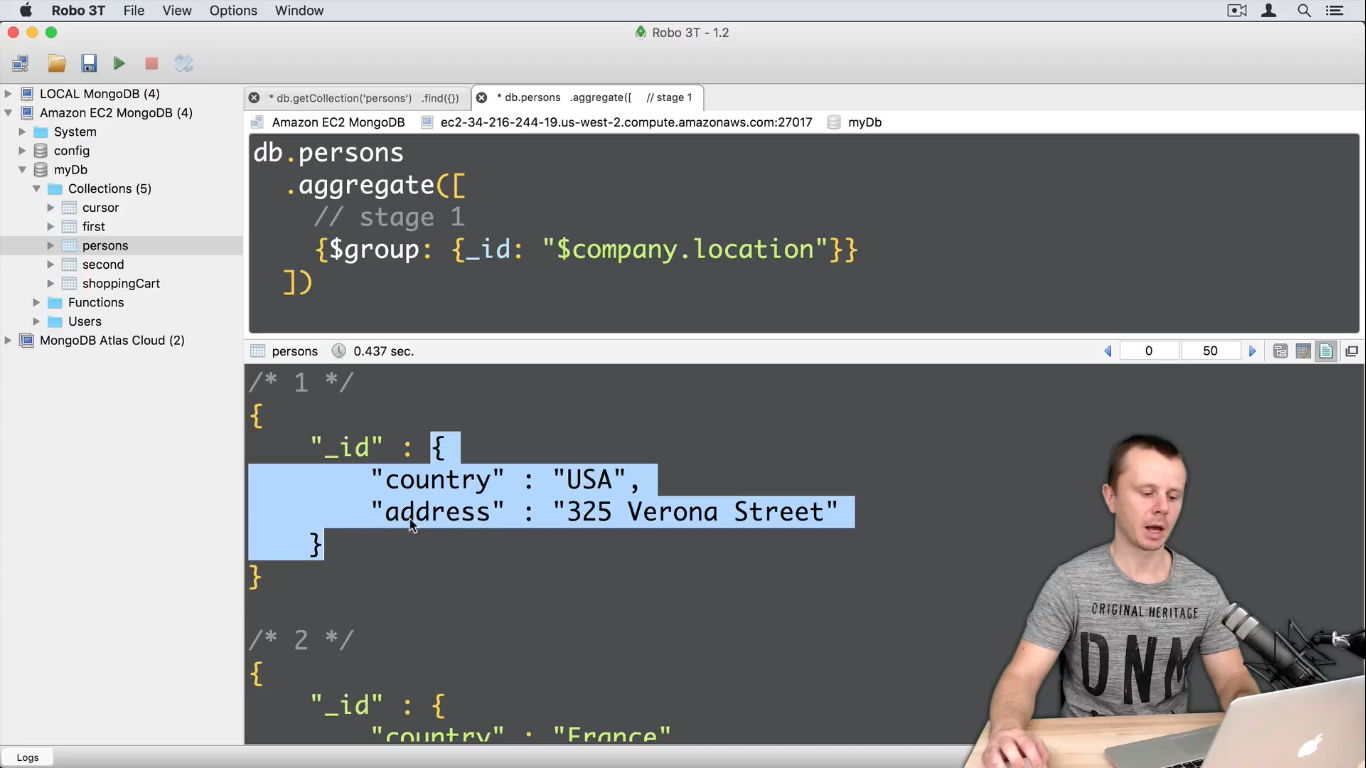 Robo 3T File View Options Window
Robo 3T - 1.2
LOCAL MongoDB (4)
Amazon EC2 MongoDB (4)
System
config
myDb
Collections (5)
cursor
first
persons
second
shoppingCart
Functions
Users
MongoDB Atlas Cloud (2)
* db.getCollection('persons') .find({})
* db.persons .aggregate([ // stage 1
Amazon EC2 MongoDB ec2-34-216-244-19.us-west-2.compute.amazonaws.com:27017 myDb
db.persons
.aggregate([
// stage 1
{$group: {_id: "$company.location"}}
])
persons 0.437 sec. 0 50
/* 1 */
{
"_id" : {
"country" : "USA",
"address" : "325 Verona Street"
}
}
/* 2 */
{
"_id" : {
"country" : "France"
ORIGINAL HERITAGE
DNM
Logs